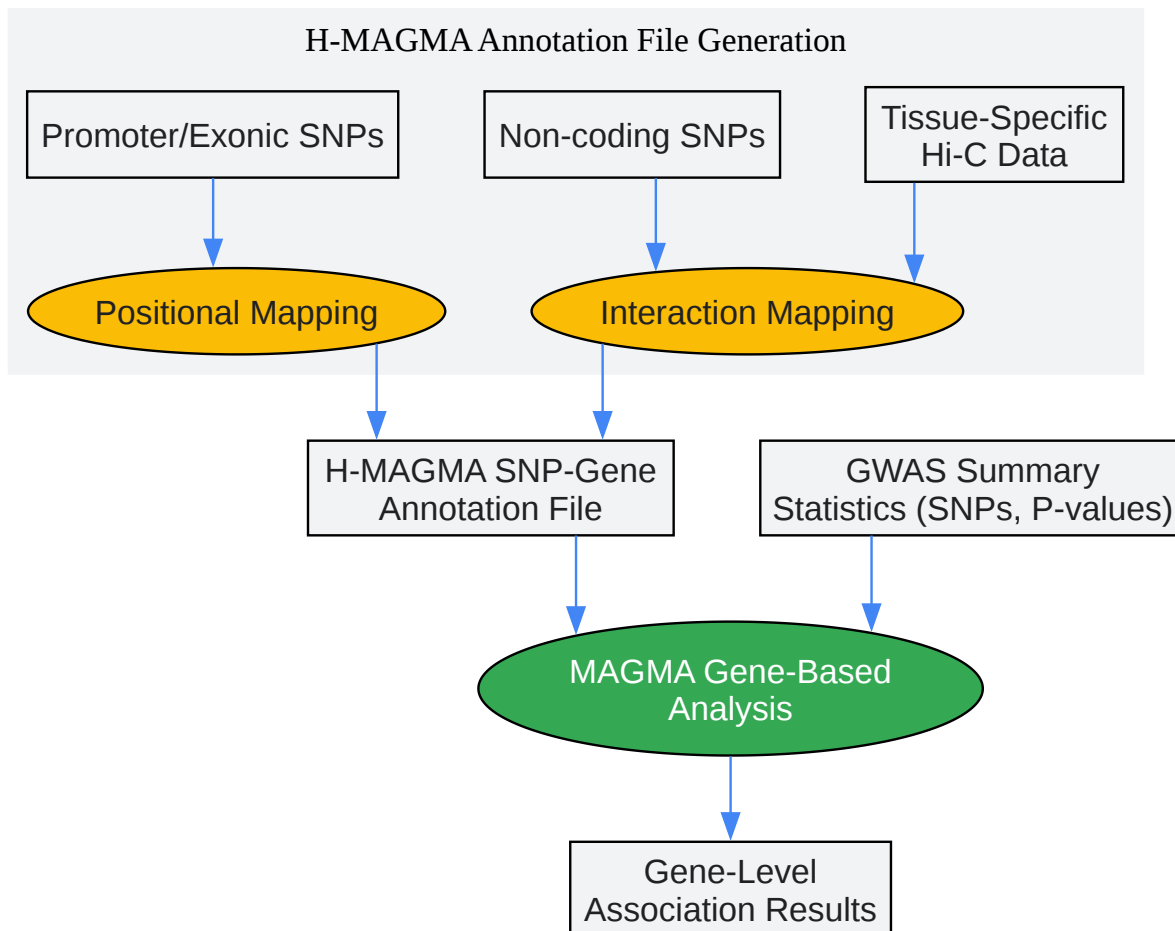 H-MAGMA Annotation File Generation
Promoter/Exonic SNPs
Non-coding SNPs
Tissue-Specific
Hi-C Data
Positional Mapping
Interaction Mapping
H-MAGMA SNP-Gene
Annotation File
GWAS Summary
Statistics (SNPs, P-values)
MAGMA Gene-Based
Analysis
Gene-Level
Association Results